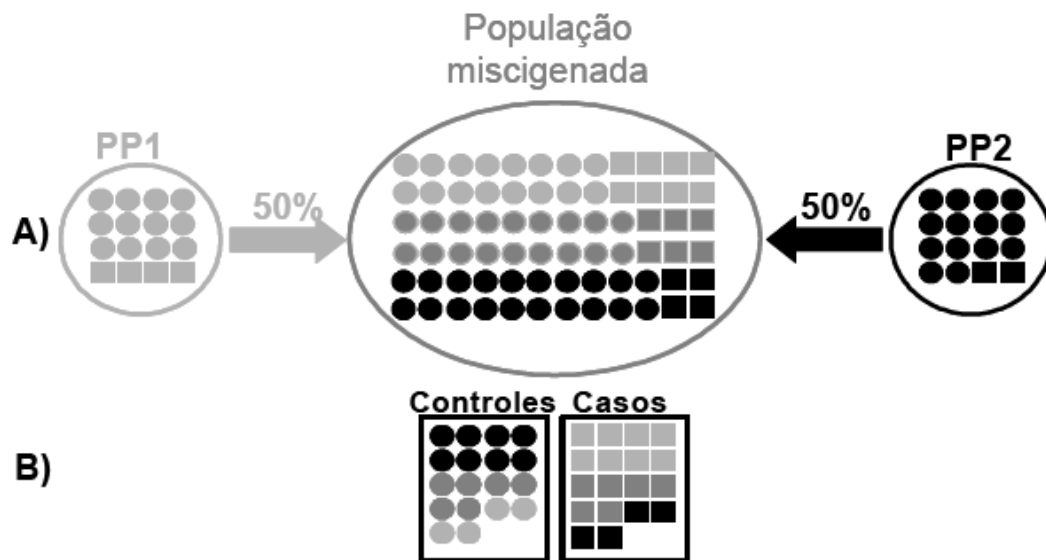 População
miscigenada
PP1
PP2
50%
50%
A)
Controles
Casos
B)